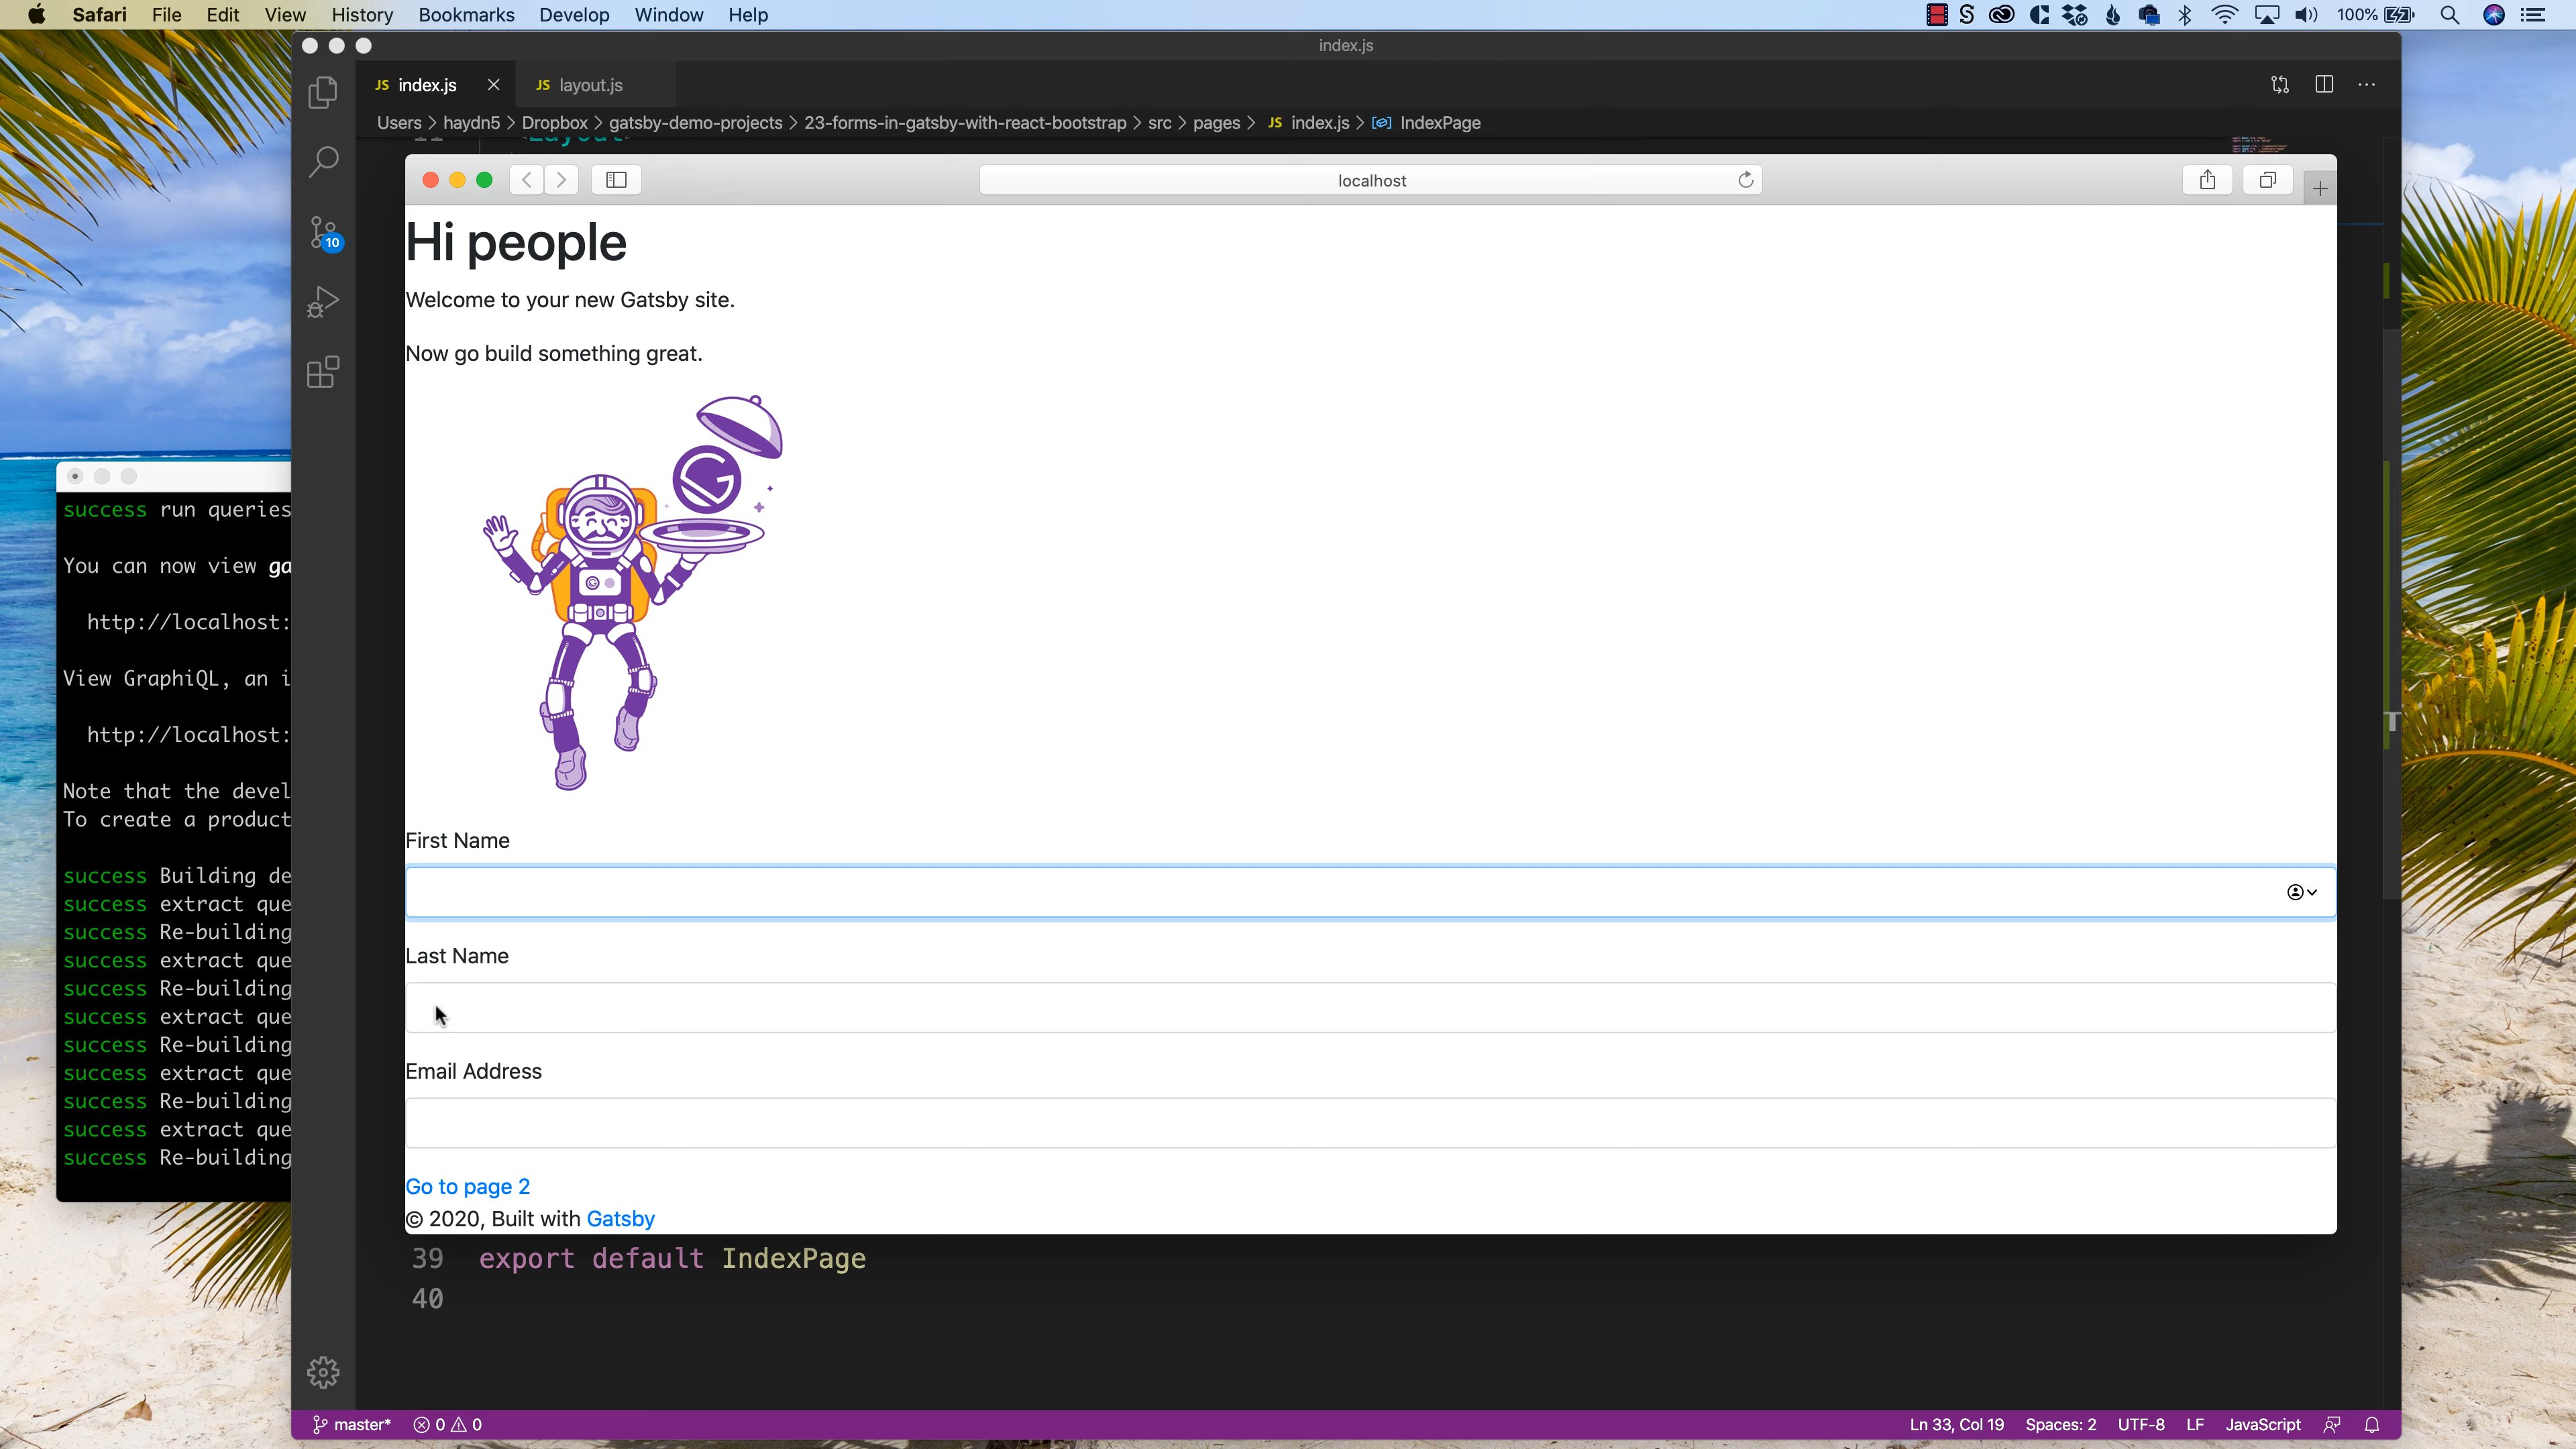 Safari File Edit View History Bookmarks Develop Window Help
100%
index.js
JS index.js
JS layout.js
Users > haydn5 > Dropbox > gatsby-demo-projects > 23-forms-in-gatsby-with-react-bootstrap > src > pages > JS index.js > IndexPage
10
localhost
Hi people
Welcome to your new Gatsby site.
Now go build something great.
First Name
Last Name
Email Address
Go to page 2
© 2020, Built with Gatsby
39 export default IndexPage
40
success run queries
You can now view ga
http://localhost:
View GraphiQL, an i
http://localhost:
Note that the devel
To create a product
success Building de
success extract que
success Re-building
success extract que
success Re-building
success extract que
success Re-building
success extract que
success Re-building
success extract que
success Re-building
master* 0 0
Ln 33, Col 19 Spaces: 2 UTF-8 LF JavaScript